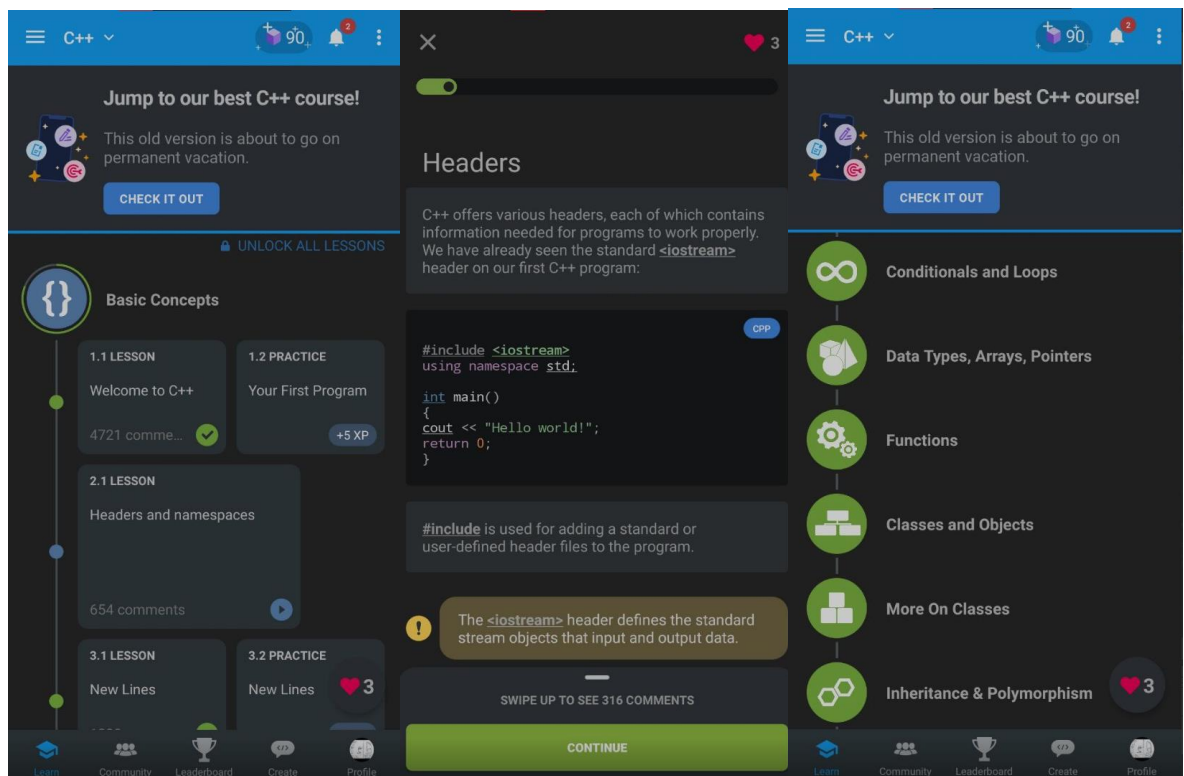 C++
90
2
Jump to our best C++ course!
This old version is about to go on
permanent vacation.
CHECK IT OUT
UNLOCK ALL LESSONS
{}
Basic Concepts
1.1 LESSON
Welcome to C++
4721 comme...
1.2 PRACTICE
Your First Program
+5 XP
2.1 LESSON
Headers and namespaces
654 comments
3.1 LESSON
New Lines
3.2 PRACTICE
New Lines
3
Learn
Community
Leaderboard
Create
Profile
3
Headers
C++ offers various headers, each of which contains
information needed for programs to work properly.
We have already seen the standard <iostream>
header on our first C++ program:
CPP
#include <iostream>
using namespace std;
int main()
{
cout << "Hello world!";
return 0;
}
#include is used for adding a standard or
user-defined header files to the program.
The <iostream> header defines the standard
stream objects that input and output data.
SWIPE UP TO SEE 316 COMMENTS
CONTINUE
C++
90
2
Jump to our best C++ course!
This old version is about to go on
permanent vacation.
CHECK IT OUT
Conditionals and Loops
Data Types, Arrays, Pointers
Functions
Classes and Objects
More On Classes
Inheritance & Polymorphism
3
Learn
Community
Leaderboard
Create
Profile